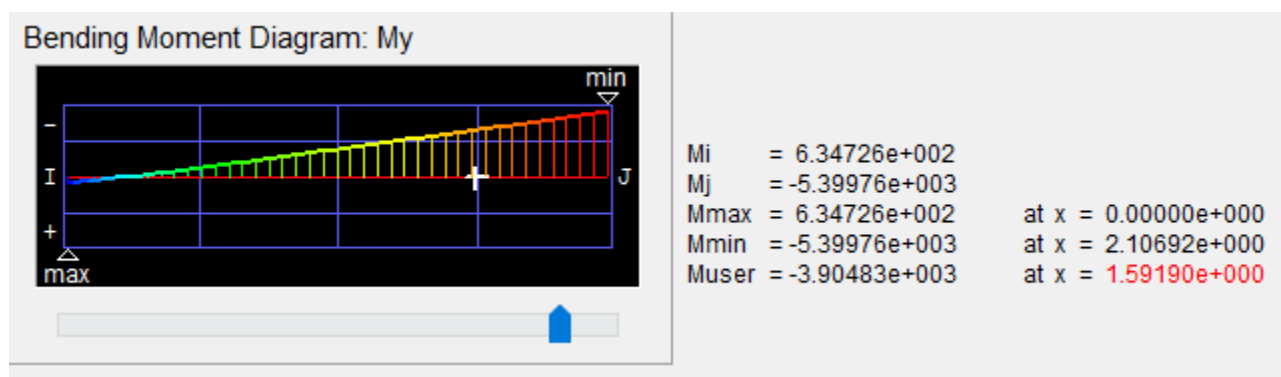 Bending Moment Diagram: My
min
-
I
J
+
max
Mi = 6.34726e+002
Mj = -5.39976e+003
Mmax = 6.34726e+002 at x = 0.00000e+000
Mmin = -5.39976e+003 at x = 2.10692e+000
Muser = -3.90483e+003 at x = 1.59190e+000